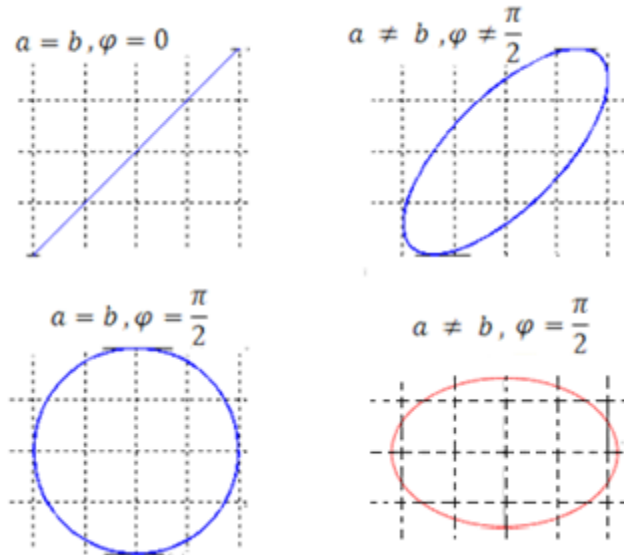 a = b , φ = 0
a ≠ b , φ ≠ π/2
a = b , φ = π/2
a ≠ b , φ = π/2